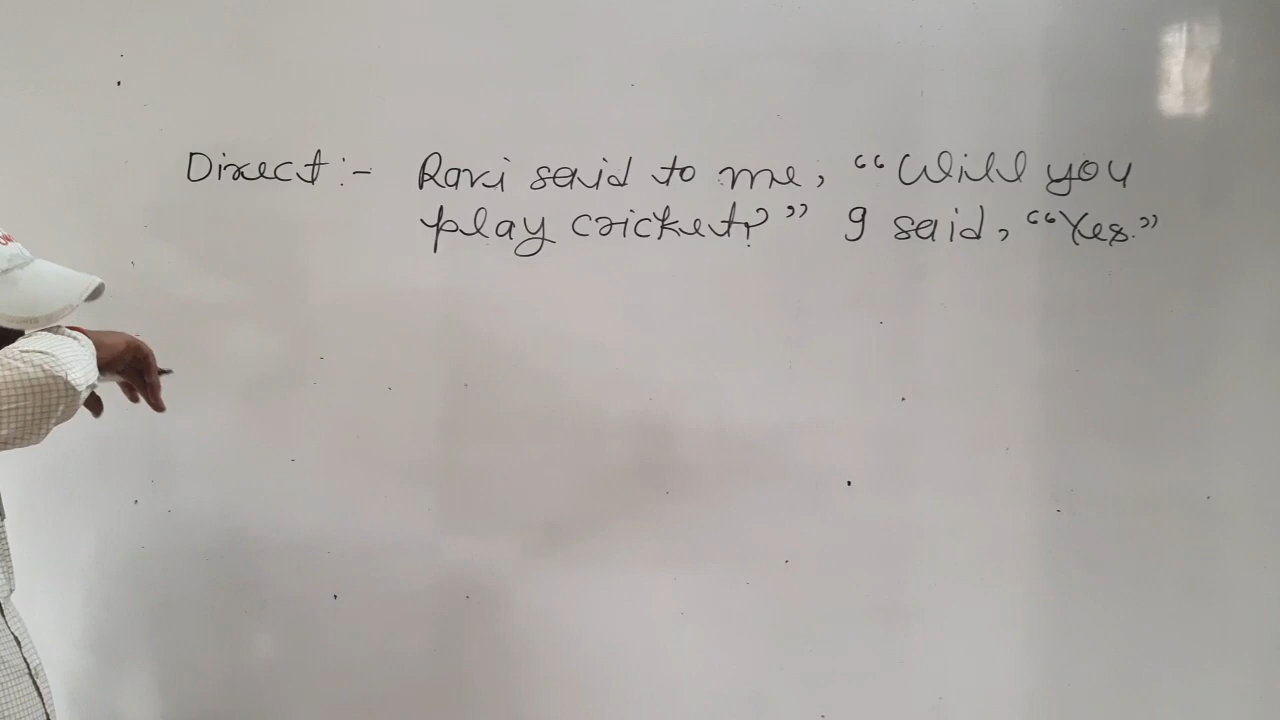 Direct :- Ravi said to me, "Will you
play cricket?" I said, "Yes."